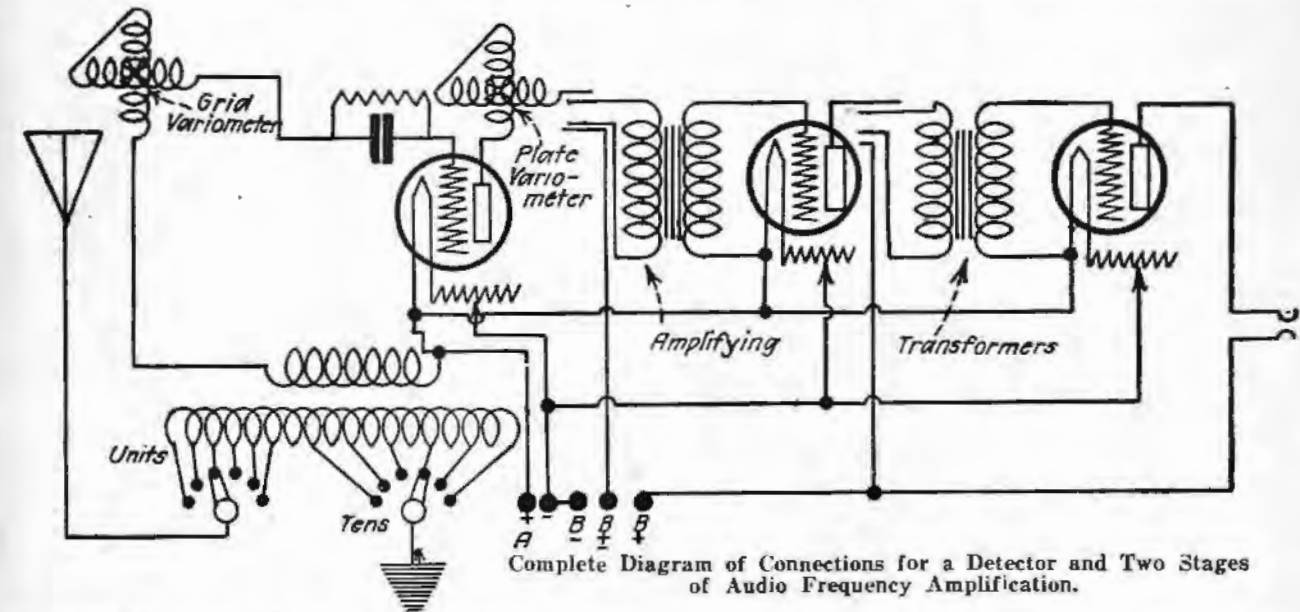 Grid
Variometer
Plate
Vario-
meter
Amplifying
Transformers
Units
Tens
+ - B B B
A - ± +
Complete Diagram of Connections for a Detector and Two Stages
of Audio Frequency Amplification.